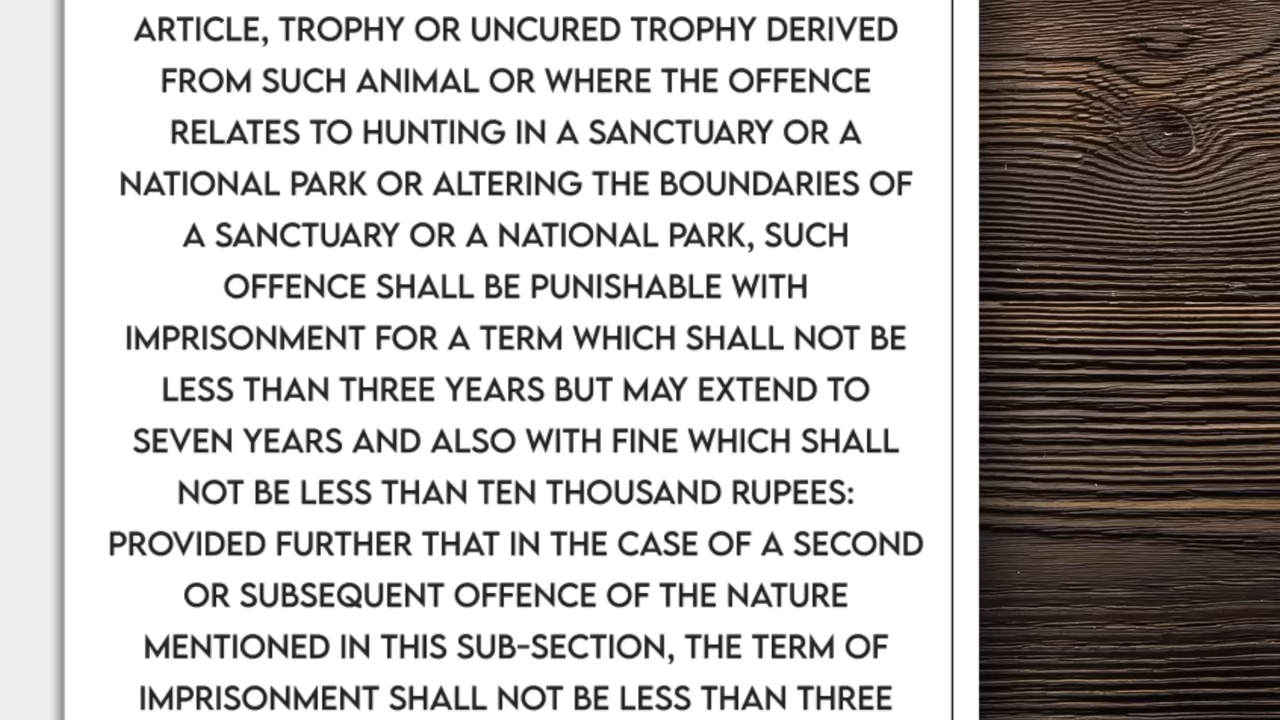 ARTICLE, TROPHY OR UNCURED TROPHY DERIVED
FROM SUCH ANIMAL OR WHERE THE OFFENCE
RELATES TO HUNTING IN A SANCTUARY OR A
NATIONAL PARK OR ALTERING THE BOUNDARIES OF
A SANCTUARY OR A NATIONAL PARK, SUCH
OFFENCE SHALL BE PUNISHABLE WITH
IMPRISONMENT FOR A TERM WHICH SHALL NOT BE
LESS THAN THREE YEARS BUT MAY EXTEND TO
SEVEN YEARS AND ALSO WITH FINE WHICH SHALL
NOT BE LESS THAN TEN THOUSAND RUPEES:
PROVIDED FURTHER THAT IN THE CASE OF A SECOND
OR SUBSEQUENT OFFENCE OF THE NATURE
MENTIONED IN THIS SUB-SECTION, THE TERM OF
IMPRISONMENT SHALL NOT BE LESS THAN THREE